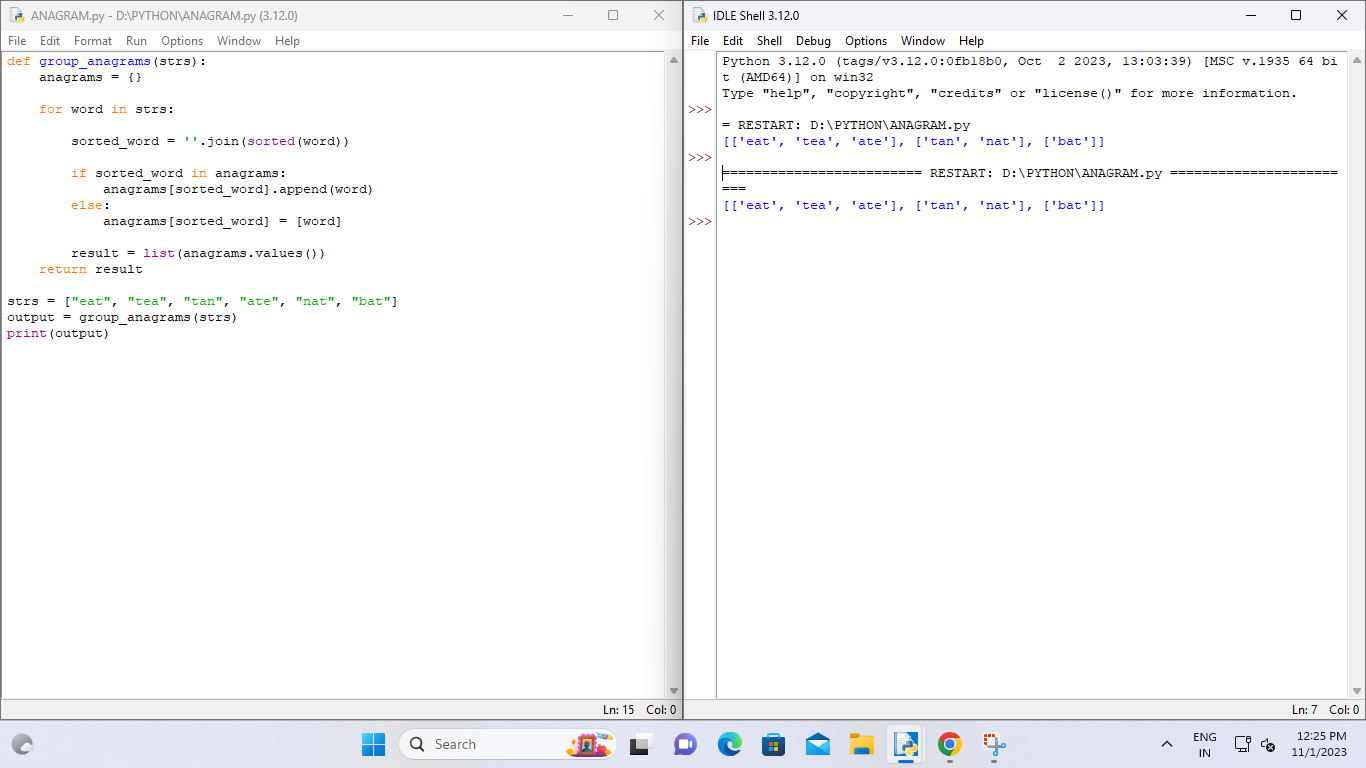 ANAGRAM.py - D:\PYTHON\ANAGRAM.py (3.12.0)
File Edit Format Run Options Window Help
def group_anagrams(strs):
    anagrams = {}
    for word in strs:
        sorted_word = ''.join(sorted(word))
        if sorted_word in anagrams:
            anagrams[sorted_word].append(word)
        else:
            anagrams[sorted_word] = [word]
        result = list(anagrams.values())
    return result
strs = ["eat", "tea", "tan", "ate", "nat", "bat"]
output = group_anagrams(strs)
print(output)
Ln: 15 Col: 0
IDLE Shell 3.12.0
File Edit Shell Debug Options Window Help
Python 3.12.0 (tags/v3.12.0:0fb18b0, Oct  2 2023, 13:03:39) [MSC v.1935 64 bi
t (AMD64)] on win32
Type "help", "copyright", "credits" or "license()" for more information.
>>>
= RESTART: D:\PYTHON\ANAGRAM.py
[['eat', 'tea', 'ate'], ['tan', 'nat'], ['bat']]
>>>
========================= RESTART: D:\PYTHON\ANAGRAM.py =====================
===
[['eat', 'tea', 'ate'], ['tan', 'nat'], ['bat']]
>>>
Ln: 7 Col: 0
Search
ENG
IN
12:25 PM
11/1/2023